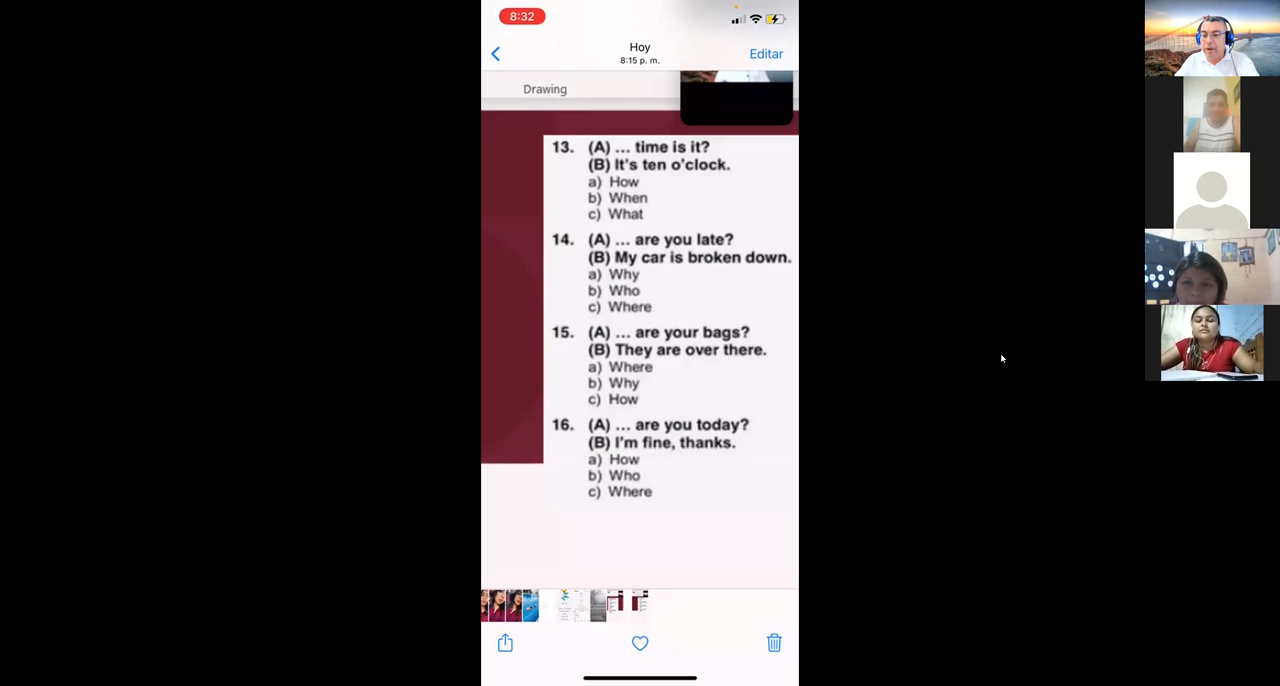 8:32
Hoy
8:15 p. m.
Editar
Drawing
13. (A) ... time is it?
(B) It's ten o'clock.
a) How
b) When
c) What
14. (A) ... are you late?
(B) My car is broken down.
a) Why
b) Who
c) Where
15. (A) ... are your bags?
(B) They are over there.
a) Where
b) Why
c) How
16. (A) ... are you today?
(B) I'm fine, thanks.
a) How
b) Who
c) Where